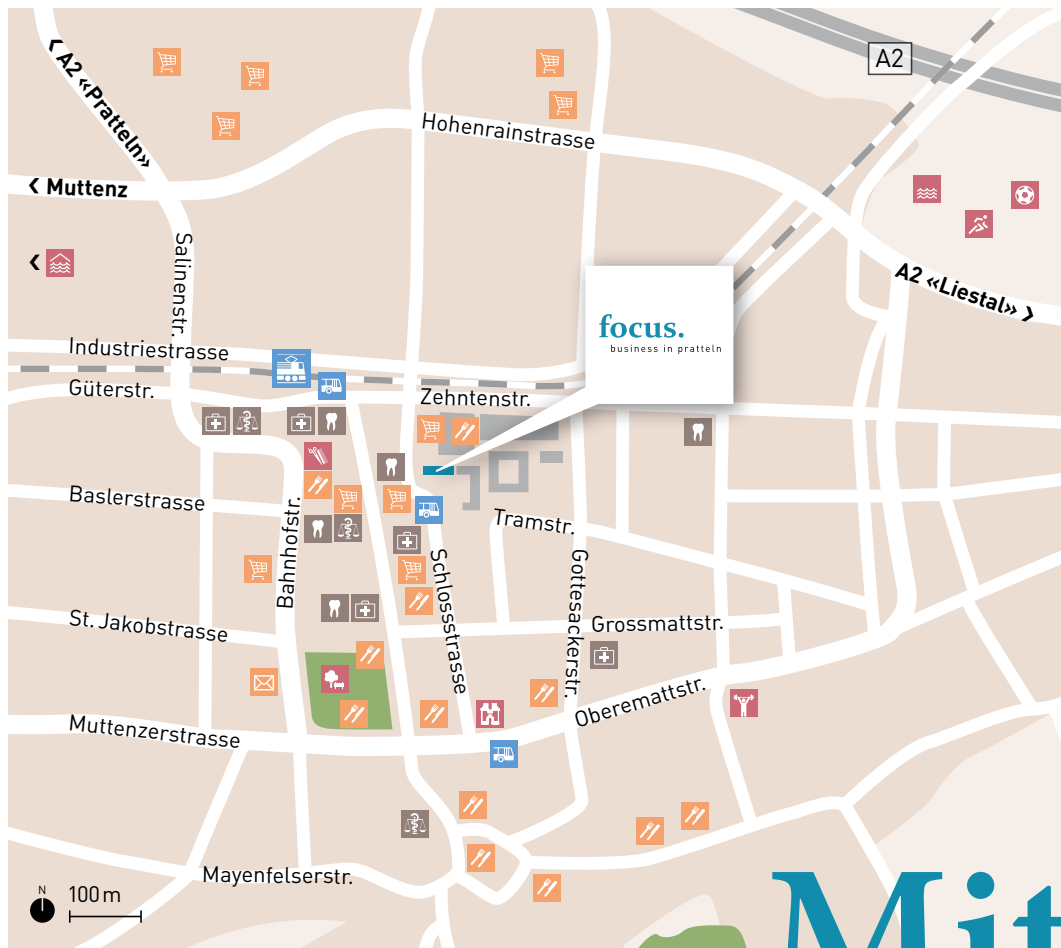 A2
‹ A2 «Pratteln»
Hohenrainstrasse
‹ Muttenz
Salinenstr.
‹
A2 «Liestal» ›
focus.
business in pratteln
Industriestrasse
Güterstr.
Zehntenstr.
Baslerstrasse
Bahnhofstr.
Tramstr.
Schlossstrasse
Gottesackerstr.
St. Jakobstrasse
Grossmattstr.
Oberemattstr.
Muttenzerstrasse
Mayenfelserstr.
N
100 m
Mit